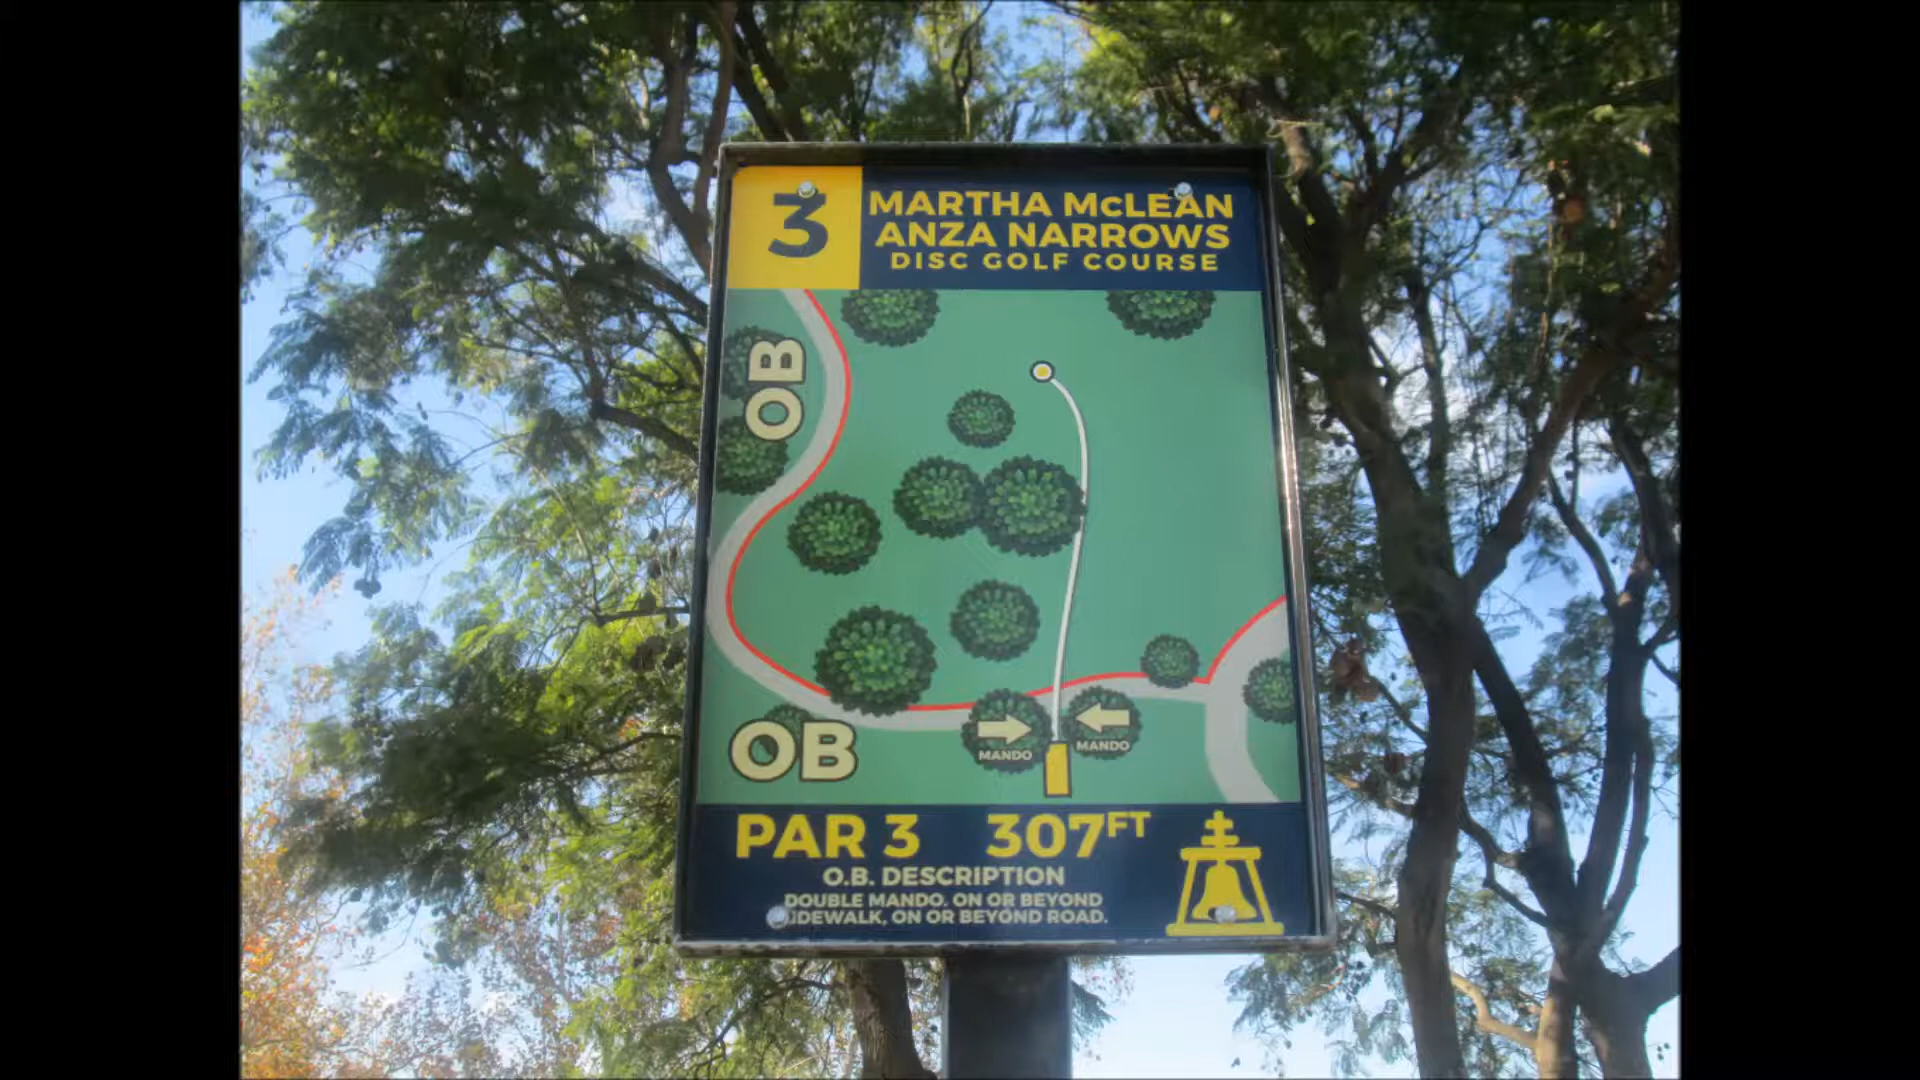 3
MARTHA McLEAN
ANZA NARROWS
DISC GOLF COURSE
OB
OB
MANDO
MANDO
PAR 3 307FT
O.B. DESCRIPTION
DOUBLE MANDO. ON OR BEYOND
IDEWALK, ON OR BEYOND ROAD.